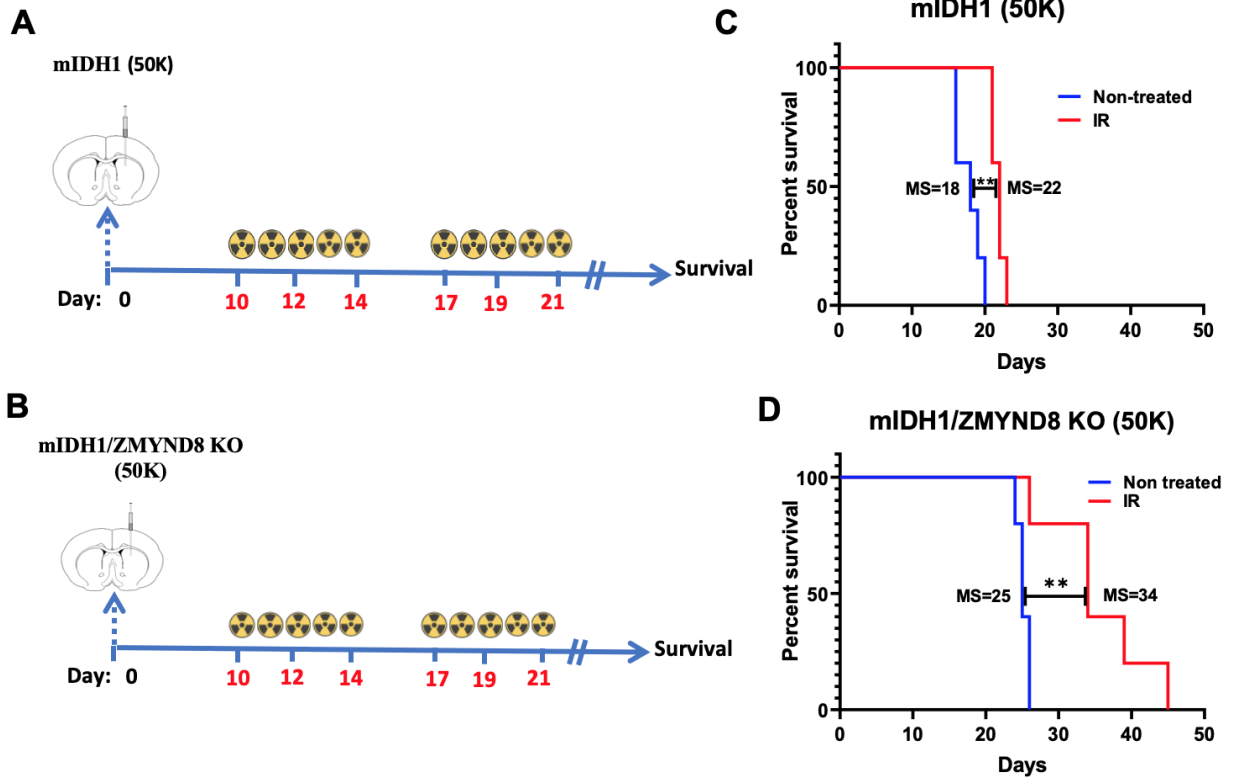 A
mIDH1 (50K)
Survival
Day: 0
10 12 14 17 19 21
B
mIDH1/ZMYND8 KO
(50K)
Survival
Day: 0
10 12 14 17 19 21
C
mIDH1 (50K)
Percent survival
100
50
0
Non-treated
IR
MS=18
**
MS=22
0 10 20 30 40 50
Days
D
mIDH1/ZMYND8 KO (50K)
Percent survival
100
50
0
Non treated
IR
MS=25
**
MS=34
0 10 20 30 40 50
Days